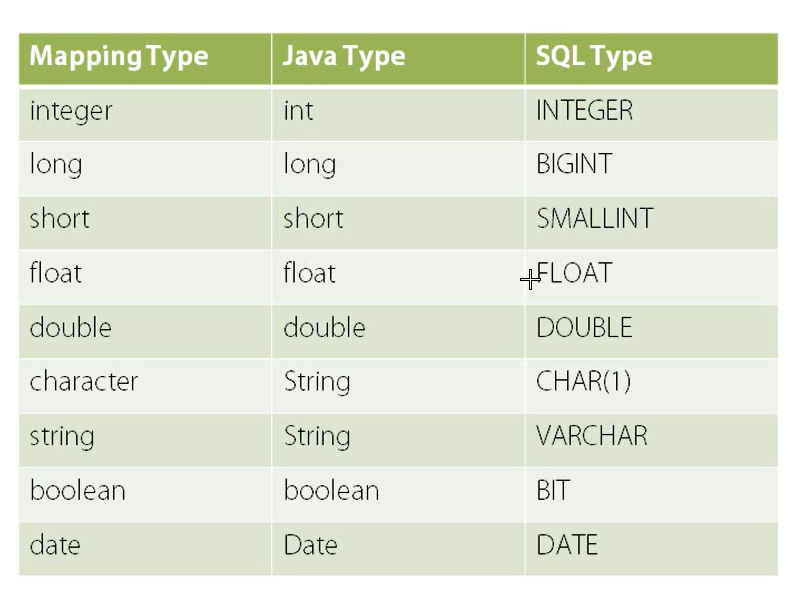 Mapping Type Java Type SQL Type
integer int INTEGER
long long BIGINT
short short SMALLINT
float float FLOAT
double double DOUBLE
character String CHAR(1)
string String VARCHAR
boolean boolean BIT
date Date DATE